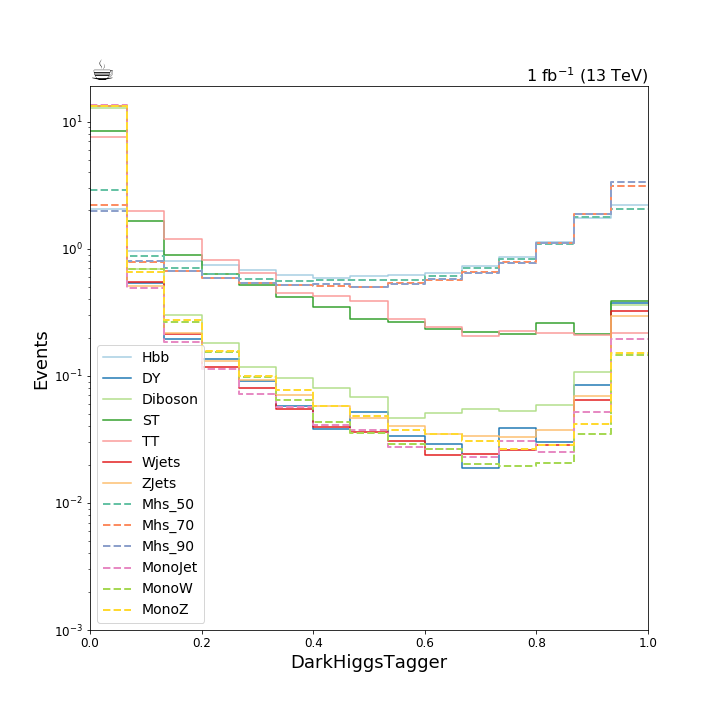 ☕
1 fb⁻¹ (13 TeV)
Events
10¹
10⁰
10⁻¹
10⁻²
10⁻³
Hbb
DY
Diboson
ST
TT
Wjets
ZJets
Mhs_50
Mhs_70
Mhs_90
MonoJet
MonoW
MonoZ
0.0 0.2 0.4 0.6 0.8 1.0
DarkHiggsTagger